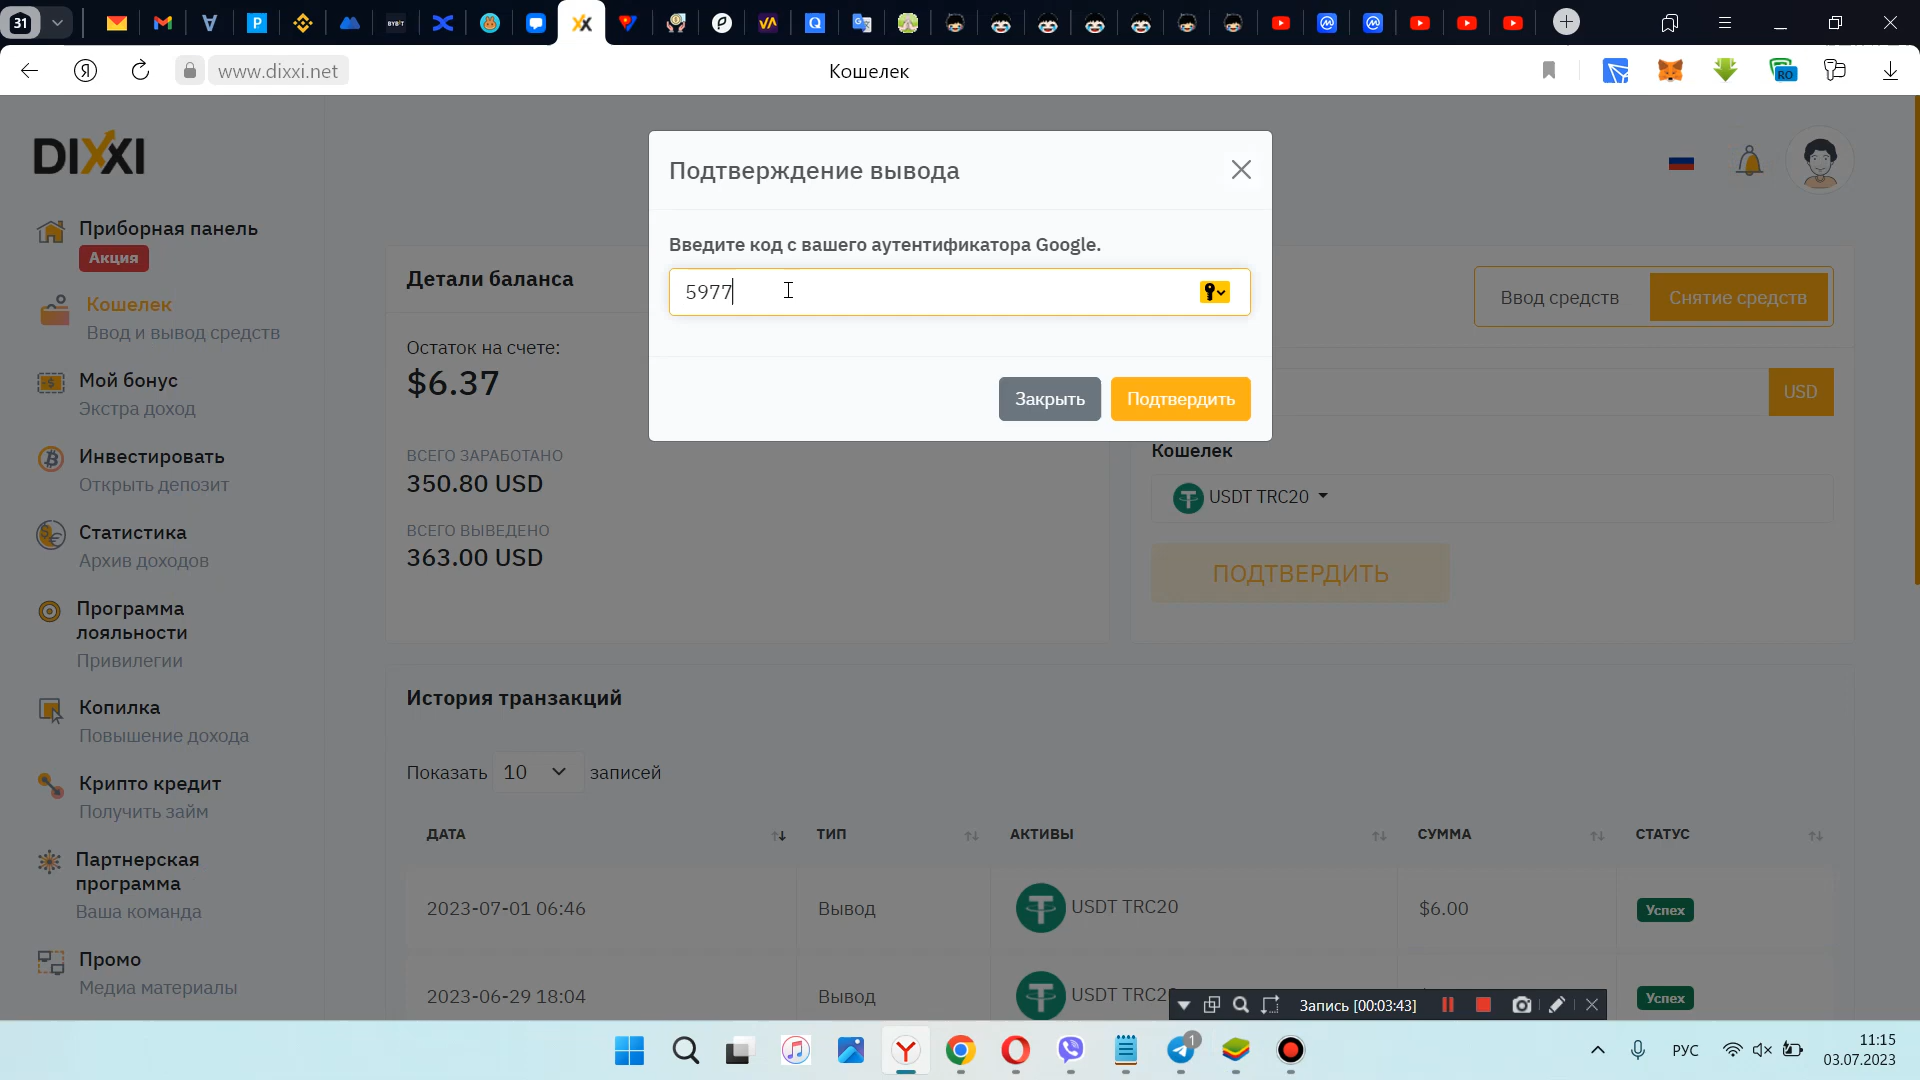 31
www.dixxi.net
Кошелек
DIXXI
Приборная панель
Акция
Кошелек
Ввод и вывод средств
Мой бонус
Экстра доход
Инвестировать
Открыть депозит
Статистика
Архив доходов
Программа
лояльности
Привилегии
Копилка
Повышение дохода
Крипто кредит
Получить займ
Партнерская
программа
Ваша команда
Промо
Медиа материалы
Подтверждение вывода
Введите код с вашего аутентификатора Google.
5977
Закрыть
Подтвердить
Детали баланса
Остаток на счете:
$6.37
ВСЕГО ЗАРАБОТАНО
350.80 USD
ВСЕГО ВЫВЕДЕНО
363.00 USD
Ввод средств
Снятие средств
USD
Кошелек
USDT TRC20
ПОДТВЕРДИТЬ
История транзакций
Показать 10 записей
ДАТА ТИП АКТИВЫ СУММА СТАТУС
2023-07-01 06:46 Вывод USDT TRC20 $6.00 Успех
2023-06-29 18:04 Вывод USDT TRC20 Успех
Запись [00:03:43]
1
РУС
11:15
03.07.2023